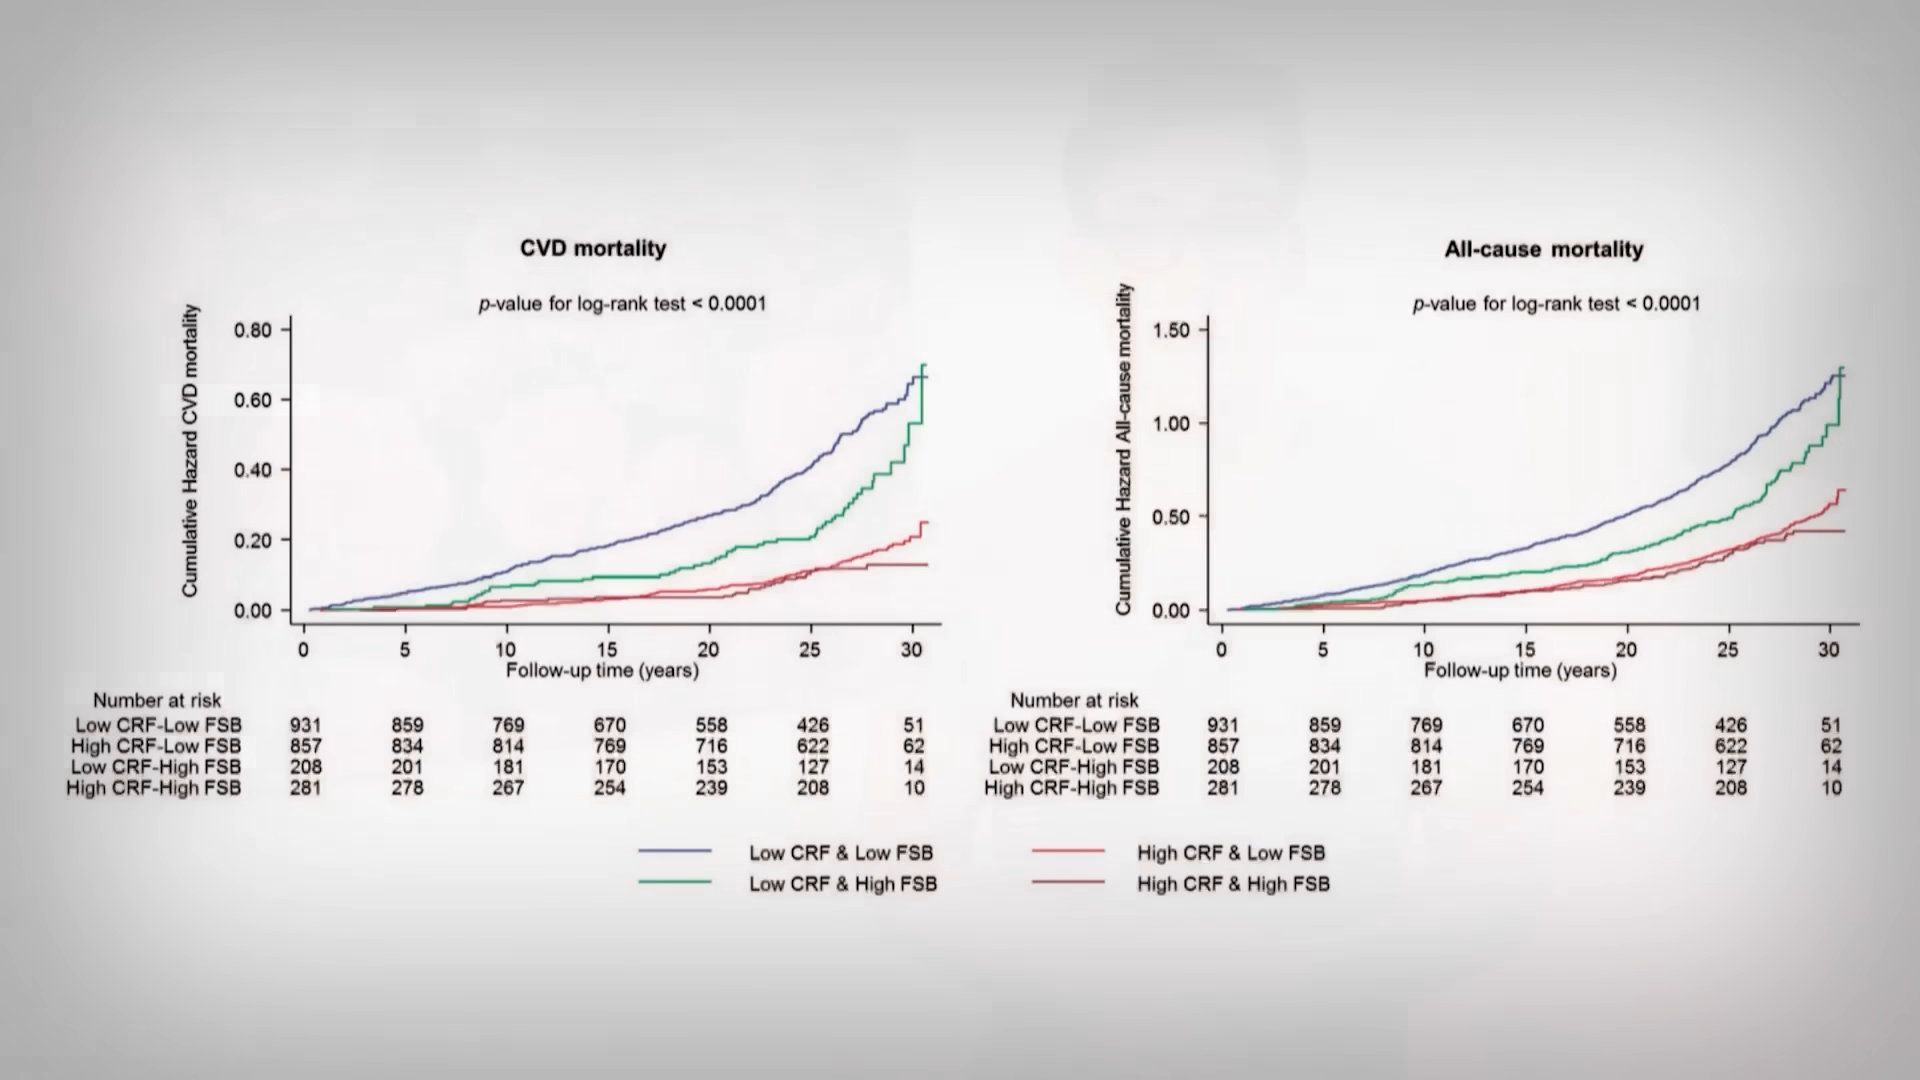 CVD mortality
p-value for log-rank test < 0.0001
Cumulative Hazard CVD mortality
0.80
0.60
0.40
0.20
0.00
0 5 10 15 20 25 30
Follow-up time (years)
Number at risk
Low CRF-Low FSB 931 859 769 670 558 426 51
High CRF-Low FSB 857 834 814 769 716 622 62
Low CRF-High FSB 208 201 181 170 153 127 14
High CRF-High FSB 281 278 267 254 239 208 10
All-cause mortality
p-value for log-rank test < 0.0001
Cumulative Hazard All-cause mortality
1.50
1.00
0.50
0.00
0 5 10 15 20 25 30
Follow-up time (years)
Number at risk
Low CRF-Low FSB 931 859 769 670 558 426 51
High CRF-Low FSB 857 834 814 769 716 622 62
Low CRF-High FSB 208 201 181 170 153 127 14
High CRF-High FSB 281 278 267 254 239 208 10
Low CRF & Low FSB
High CRF & Low FSB
Low CRF & High FSB
High CRF & High FSB